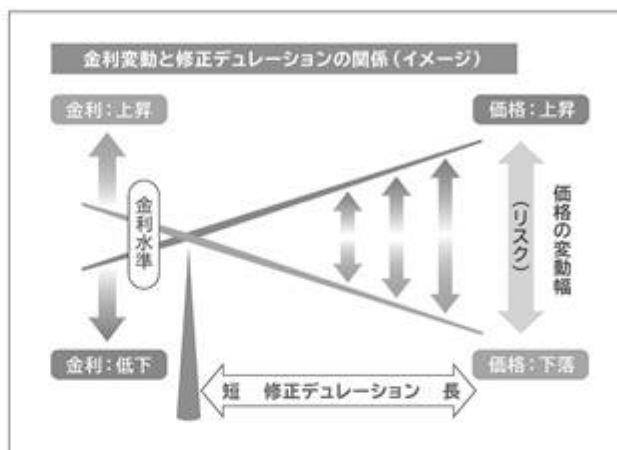 金利変動と修正デュレーションの関係(イメージ)
金利:上昇
価格:上昇
金利水準
価格の変動幅
(リスク)
金利:低下
短 修正デュレーション 長
価格:下落